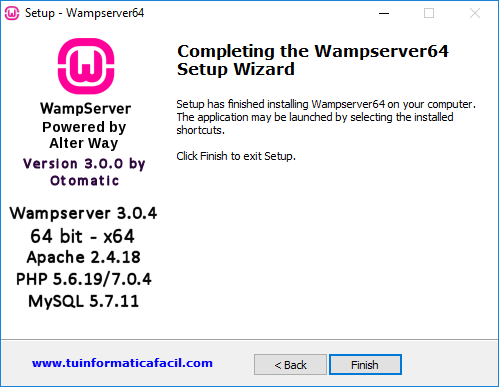 Setup - Wampserver64
WampServer
Powered by
Alter Way
Version 3.0.0 by
Otomatic
Wampserver 3.0.4
64 bit - x64
Apache 2.4.18
PHP 5.6.19/7.0.4
MySQL 5.7.11
Completing the Wampserver64
Setup Wizard
Setup has finished installing Wampserver64 on your computer.
The application may be launched by selecting the installed
shortcuts.
Click Finish to exit Setup.
www.tuinformaticafacil.com
< Back
Finish